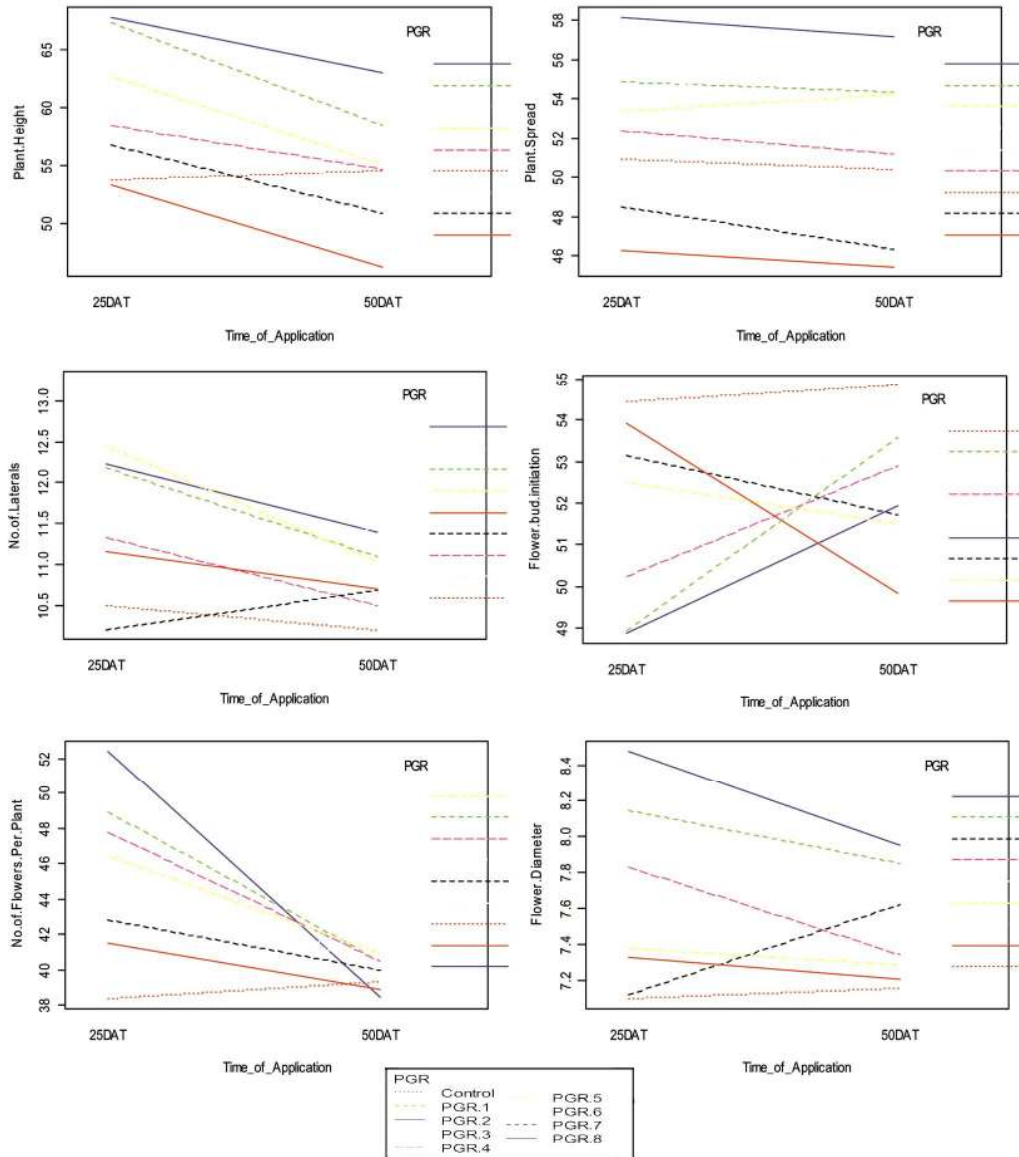 PGR
65
60
55
50
Plant.Height
25DAT 50DAT
Time_of_Application
PGR
58
56
54
52
50
48
46
Plant.Spread
25DAT 50DAT
Time_of_Application
PGR
13.0
12.5
12.0
11.5
11.0
10.5
No.of.Laterals
25DAT 50DAT
Time_of_Application
PGR
55
54
53
52
51
50
49
Flower.bud.initiation
25DAT 50DAT
Time_of_Application
PGR
52
50
48
46
44
42
40
38
No.of.Flowers.Per.Plant
25DAT 50DAT
Time_of_Application
PGR
8.4
8.2
8.0
7.8
7.6
7.4
7.2
Flower.Diameter
25DAT 50DAT
Time_of_Application
PGR
Control
PGR.1
PGR.2
PGR.3
PGR.4
PGR.5
PGR.6
PGR.7
PGR.8